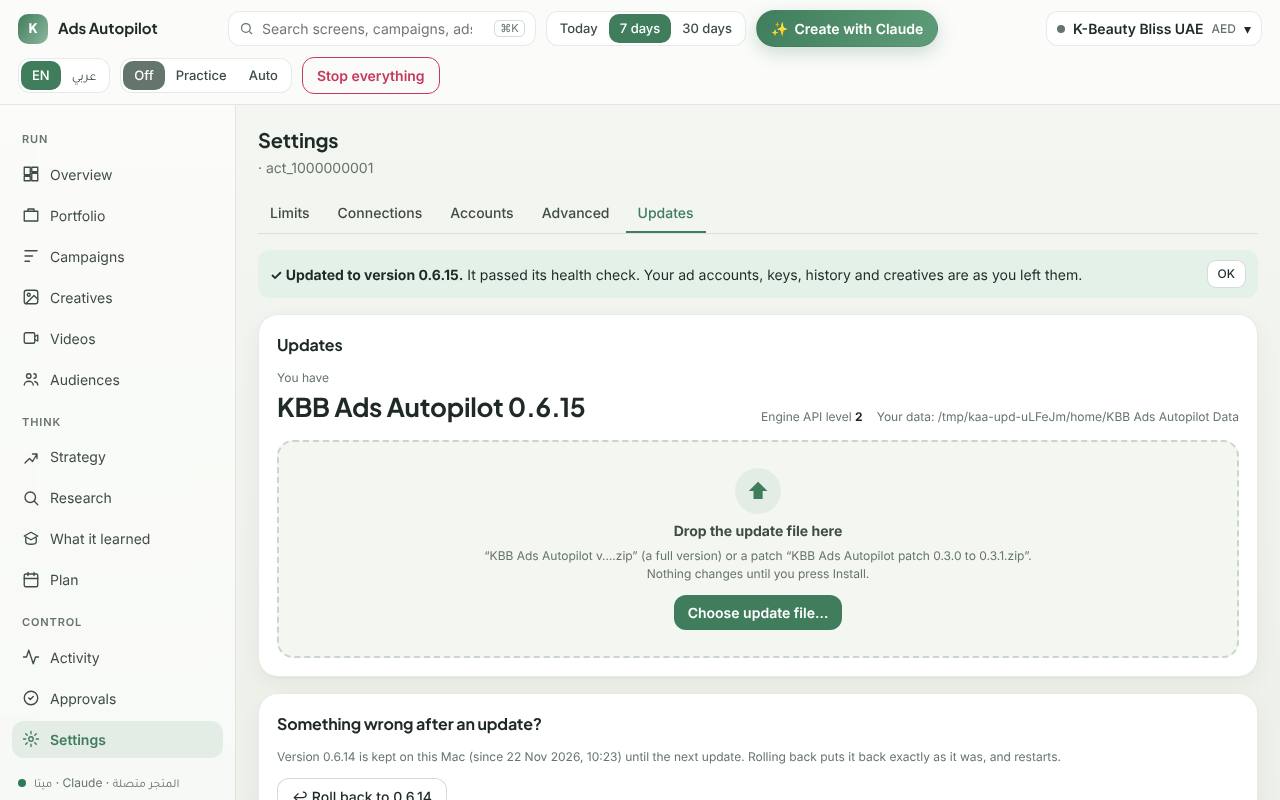 K
Ads Autopilot
Search screens, campaigns, ads
⌘K
Today
7 days
30 days
✨ Create with Claude
K-Beauty Bliss UAE AED ▾
EN
عربي
Off
Practice
Auto
Stop everything
RUN
Overview
Portfolio
Campaigns
Creatives
Videos
Audiences
THINK
Strategy
Research
What it learned
Plan
CONTROL
Activity
Approvals
Settings
ميتا · Claude · المتجر متصلة
Settings
· act_1000000001
Limits
Connections
Accounts
Advanced
Updates
✓ Updated to version 0.6.15. It passed its health check. Your ad accounts, keys, history and creatives are as you left them.
OK
Updates
You have
KBB Ads Autopilot 0.6.15
Engine API level 2
Your data: /tmp/kaa-upd-uLFeJm/home/KBB Ads Autopilot Data
Drop the update file here
“KBB Ads Autopilot v….zip” (a full version) or a patch “KBB Ads Autopilot patch 0.3.0 to 0.3.1.zip”.
Nothing changes until you press Install.
Choose update file…
Something wrong after an update?
Version 0.6.14 is kept on this Mac (since 22 Nov 2026, 10:23) until the next update. Rolling back puts it back exactly as it was, and restarts.
↩ Roll back to 0.6.14